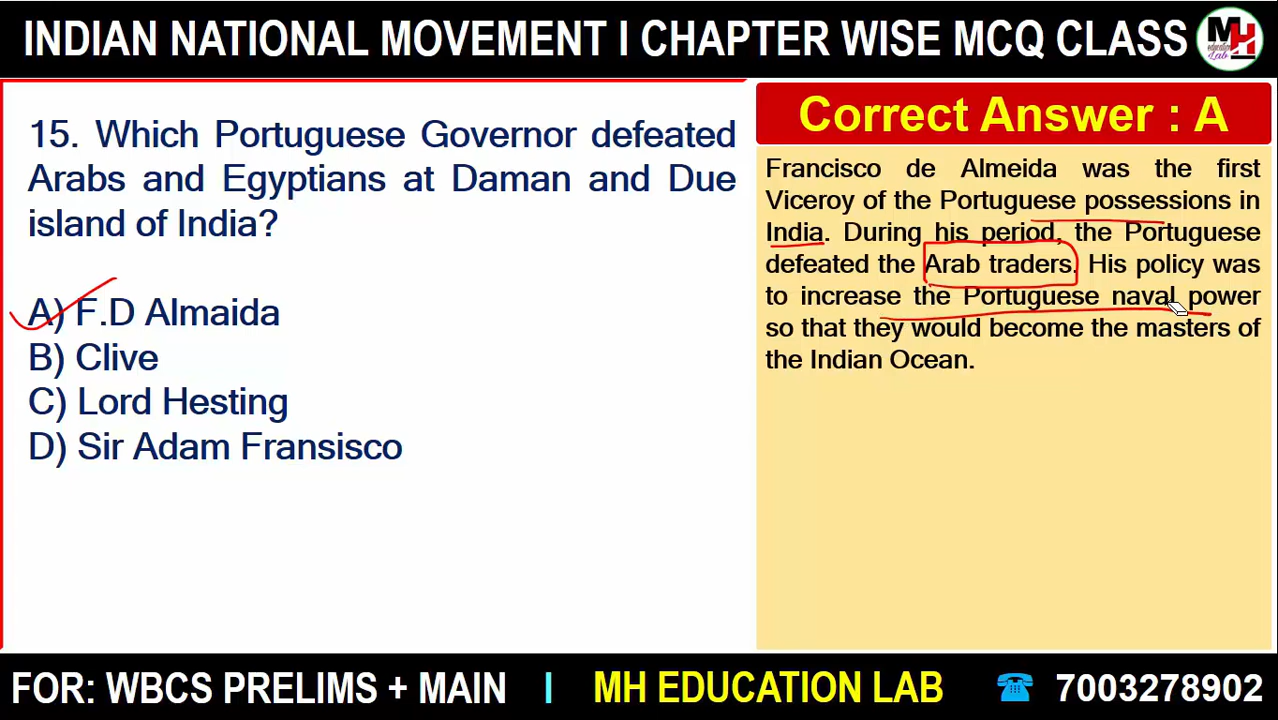 INDIAN NATIONAL MOVEMENT I CHAPTER WISE MCQ CLASS
MH
education
Lab
15. Which Portuguese Governor defeated
Arabs and Egyptians at Daman and Due
island of India?
A) F.D Almaida
B) Clive
C) Lord Hesting
D) Sir Adam Fransisco
Correct Answer : A
Francisco de Almeida was the first
Viceroy of the Portuguese possessions in
India. During his period, the Portuguese
defeated the Arab traders. His policy was
to increase the Portuguese naval power
so that they would become the masters of
the Indian Ocean.
FOR: WBCS PRELIMS + MAIN I MH EDUCATION LAB ☎ 7003278902